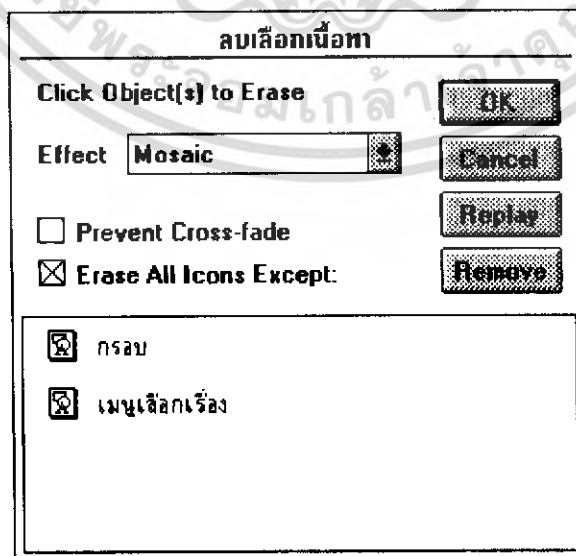 ลบเลือกเนื้อหา
Click Object(s) to Erase
OK
Effect
Mosaic
Cancel
Replay
Prevent Cross-fade
Erase All Icons Except:
Remove
กรอบ
เมนูเลือกเรื่อง